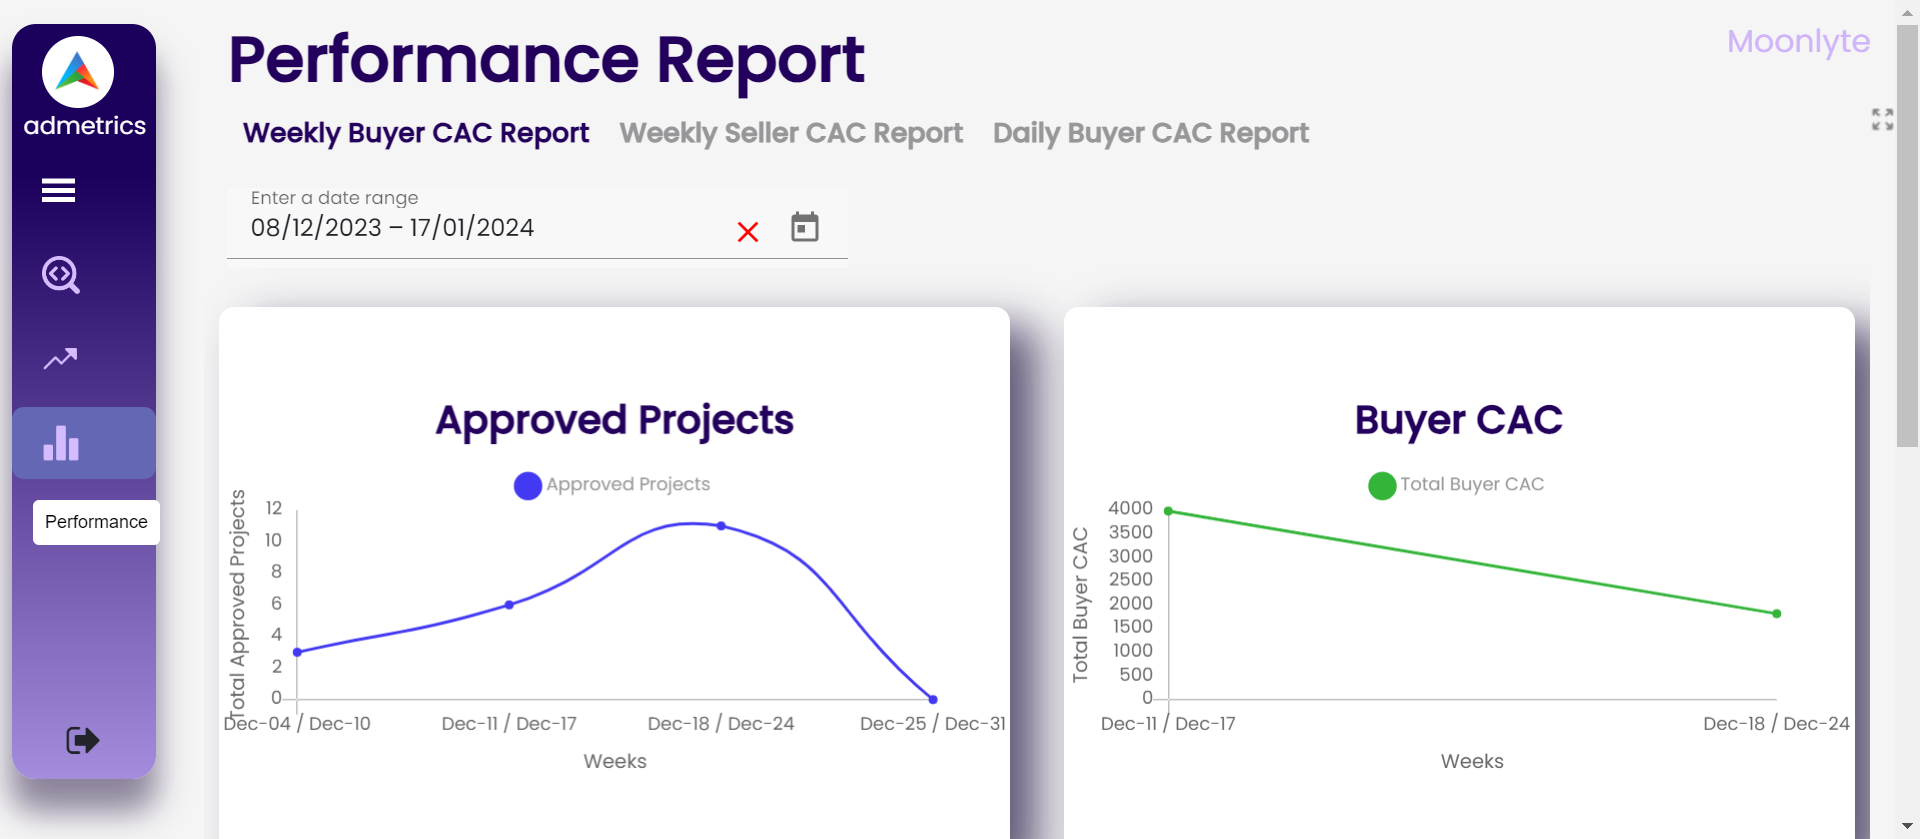 Performance Report
Moonlyte
admetrics
Weekly Buyer CAC Report Weekly Seller CAC Report Daily Buyer CAC Report
Enter a date range
08/12/2023 – 17/01/2024
Performance
Approved Projects
Approved Projects
Total Approved Projects
12
10
8
6
4
2
0
Dec-04 / Dec-10 Dec-11 / Dec-17 Dec-18 / Dec-24 Dec-25 / Dec-31
Weeks
Buyer CAC
Total Buyer CAC
Total Buyer CAC
4000
3500
3000
2500
2000
1500
1000
500
0
Dec-11 / Dec-17 Dec-18 / Dec-24
Weeks